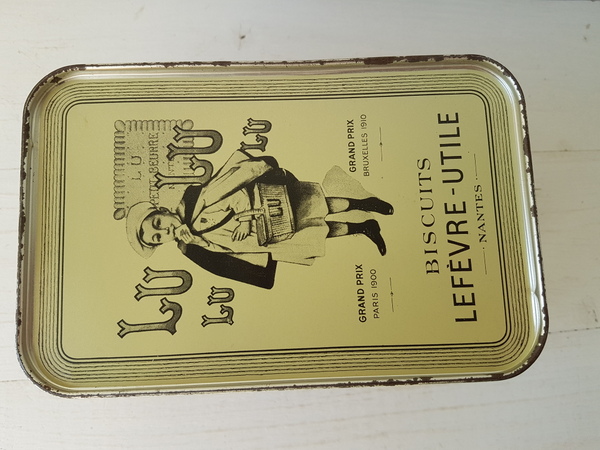 LU
LU
PETIT BEURRE
LU
LU
LU
LU
GRAND PRIX
PARIS 1900
GRAND PRIX
BRUXELLES 1910
BISCUITS
LEFÈVRE-UTILE
NANTES